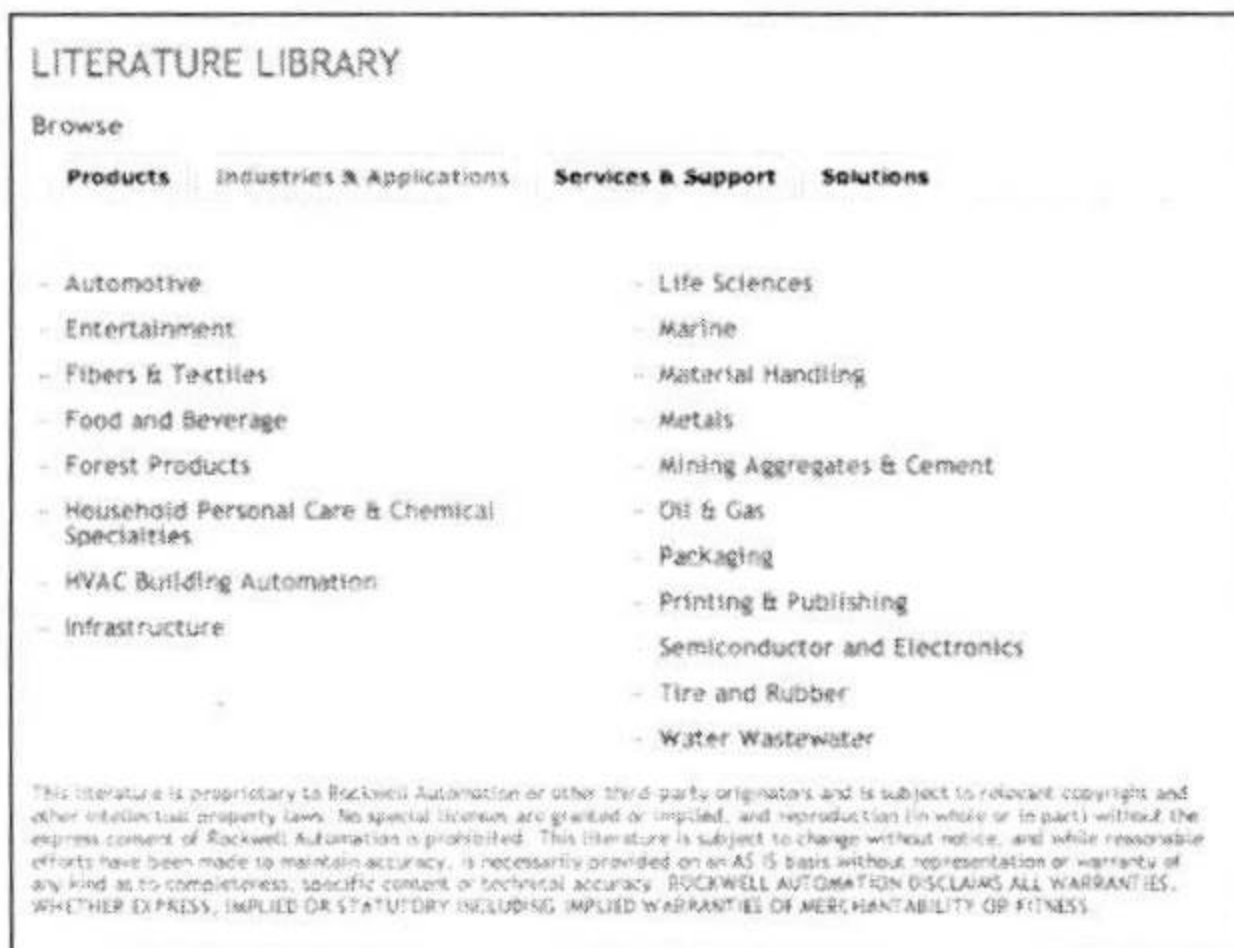 LITERATURE LIBRARY
Browse
Products Industries & Applications Services & Support Solutions
- Automotive
- Entertainment
- Fibers & Textiles
- Food and Beverage
- Forest Products
- Household Personal Care & Chemical
Specialties
- HVAC Building Automation
- Infrastructure
- Life Sciences
- Marine
- Material Handling
- Metals
- Mining Aggregates & Cement
- Oil & Gas
- Packaging
- Printing & Publishing
Semiconductor and Electronics
- Tire and Rubber
- Water Wastewater
This literature is proprietary to Rockwell Automation or other third-party originators and is subject to relevant copyright and
other intellectual property laws. No special licenses are granted or implied, and reproduction (in whole or in part) without the
express consent of Rockwell Automation is prohibited. This literature is subject to change without notice, and while reasonable
efforts have been made to maintain accuracy, is necessarily provided on an AS IS basis without representation or warranty of
any kind as to completeness, specific content or technical accuracy. ROCKWELL AUTOMATION DISCLAIMS ALL WARRANTIES,
WHETHER EXPRESS, IMPLIED OR STATUTORY INCLUDING IMPLIED WARRANTIES OF MERCHANTABILITY OR FITNESS.